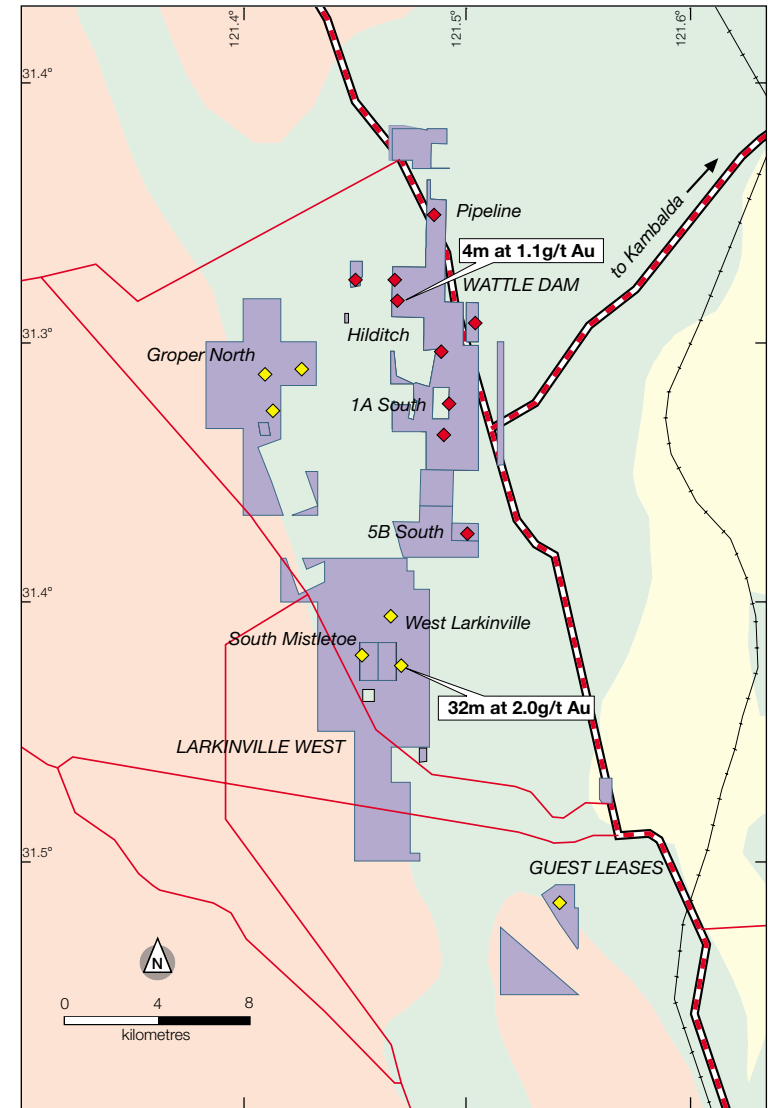 121.4°
121.5°
121.6°
31.4°
Pipeline
4m at 1.1g/t Au
to Kambalda
WATTLE DAM
31.3°
Hilditch
Groper North
1A South
5B South
31.4°
West Larkinville
South Mistletoe
32m at 2.0g/t Au
LARKINVILLE WEST
31.5°
GUEST LEASES
N
0 4 8
kilometres